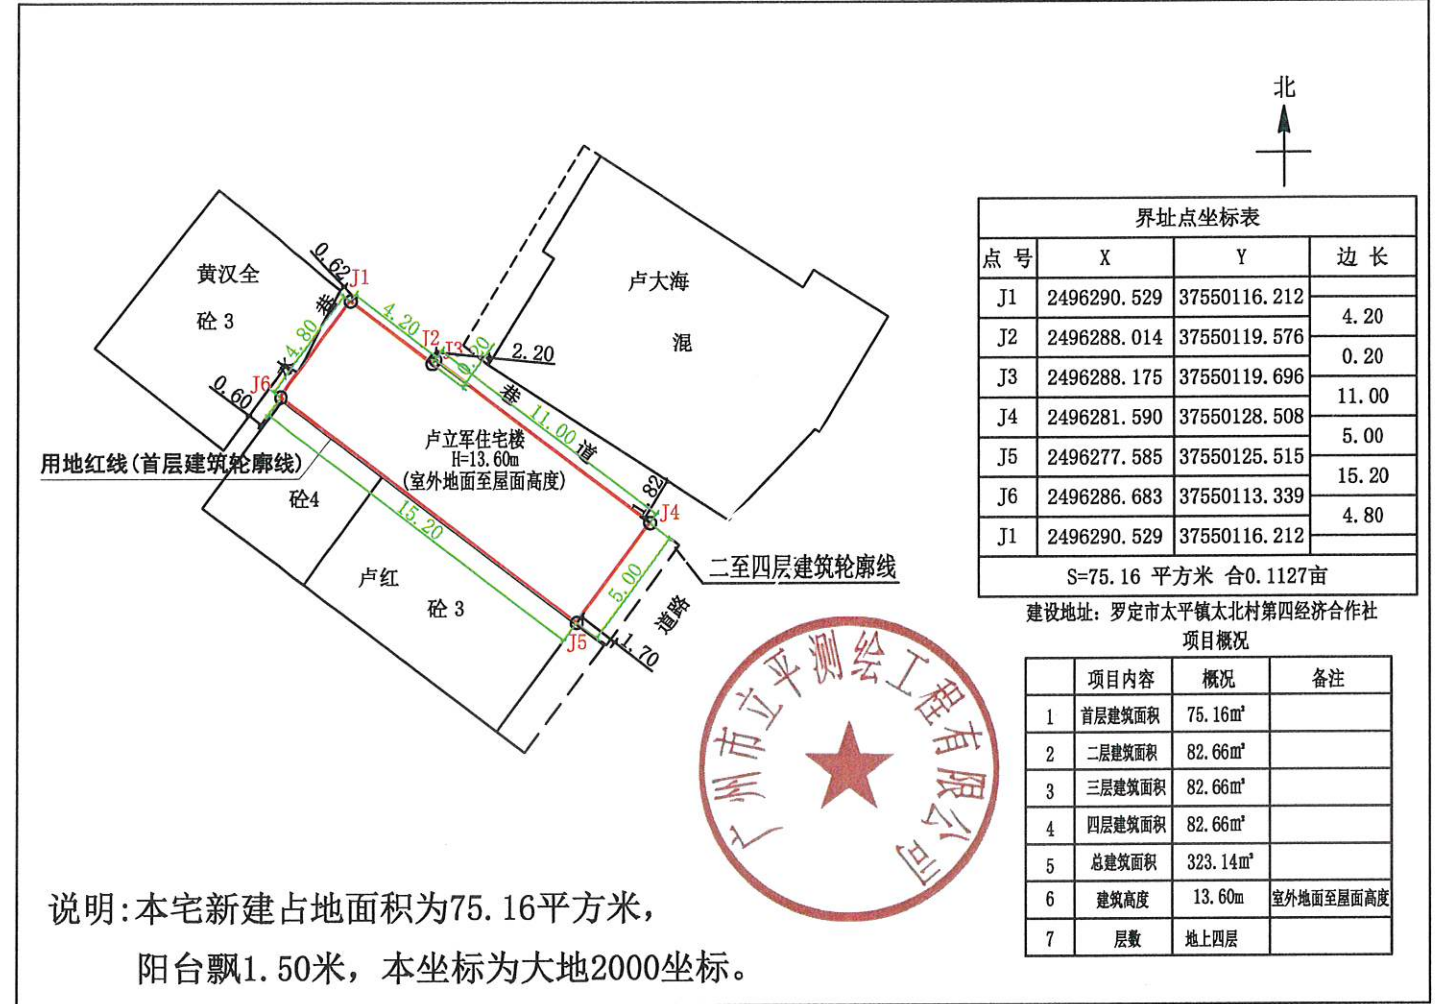 北
黄汉全
砼 3
0.62
J1
4.20
J2
J3
0.20
2.20
4.80
水
巷
0.60
J6
用地红线(首层建筑轮廓线)
卢大海
混
巷
道
11.00
卢立军住宅楼
H=13.60m
(室外地面至屋面高度)
1.82
J4
砼4
15.20
卢红
砼 3
5.00
二至四层建筑轮廓线
道路
J5
1.70
界址点坐标表
点 号 X Y 边 长
J1 2496290.529 37550116.212
4.20
J2 2496288.014 37550119.576
0.20
J3 2496288.175 37550119.696
11.00
J4 2496281.590 37550128.508
5.00
J5 2496277.585 37550125.515
15.20
J6 2496286.683 37550113.339
4.80
J1 2496290.529 37550116.212
S=75.16 平方米 合0.1127亩
建设地址：罗定市太平镇太北村第四经济合作社
项目概况
项目内容 概况 备注
1 首层建筑面积 75.16m²
2 二层建筑面积 82.66m²
3 三层建筑面积 82.66m²
4 四层建筑面积 82.66m²
5 总建筑面积 323.14m²
6 建筑高度 13.60m 室外地面至屋面高度
7 层数 地上四层
广州市立平测绘工程有限公司
说明:本宅新建占地面积为75.16平方米，
阳台飘1.50米，本坐标为大地2000坐标。